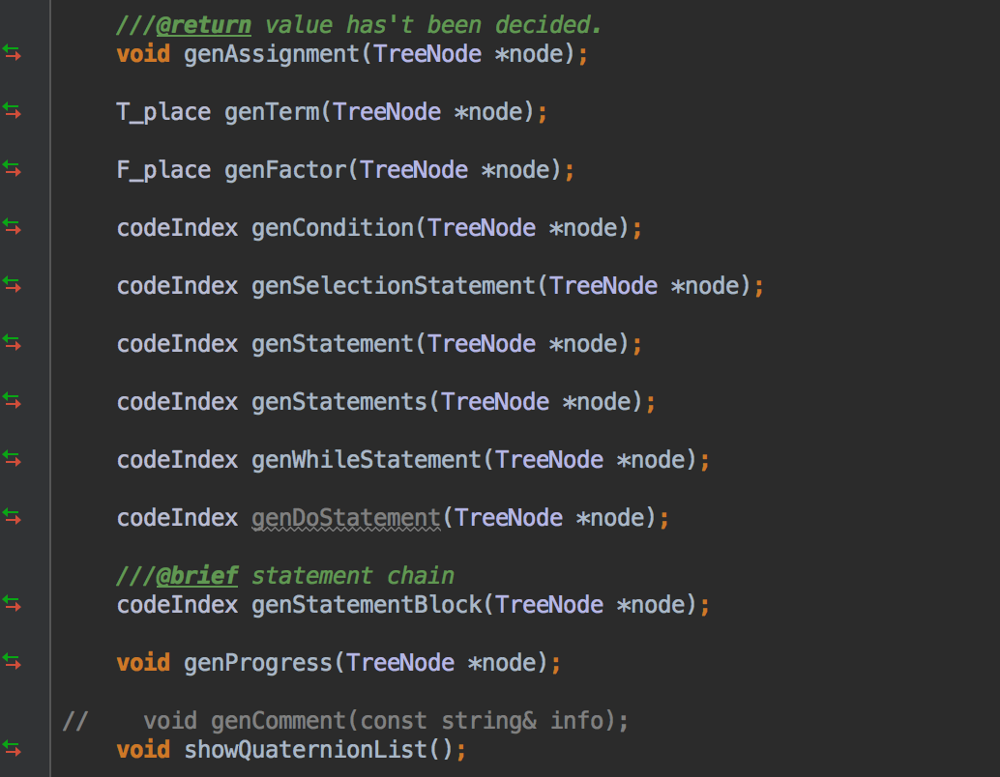 ///@return value has't been decided.
void genAssignment(TreeNode *node);
T_place genTerm(TreeNode *node);
F_place genFactor(TreeNode *node);
codeIndex genCondition(TreeNode *node);
codeIndex genSelectionStatement(TreeNode *node);
codeIndex genStatement(TreeNode *node);
codeIndex genStatements(TreeNode *node);
codeIndex genWhileStatement(TreeNode *node);
codeIndex genDoStatement(TreeNode *node);
///@brief statement chain
codeIndex genStatementBlock(TreeNode *node);
void genProgress(TreeNode *node);
//    void genComment(const string& info);
void showQuaternionList();